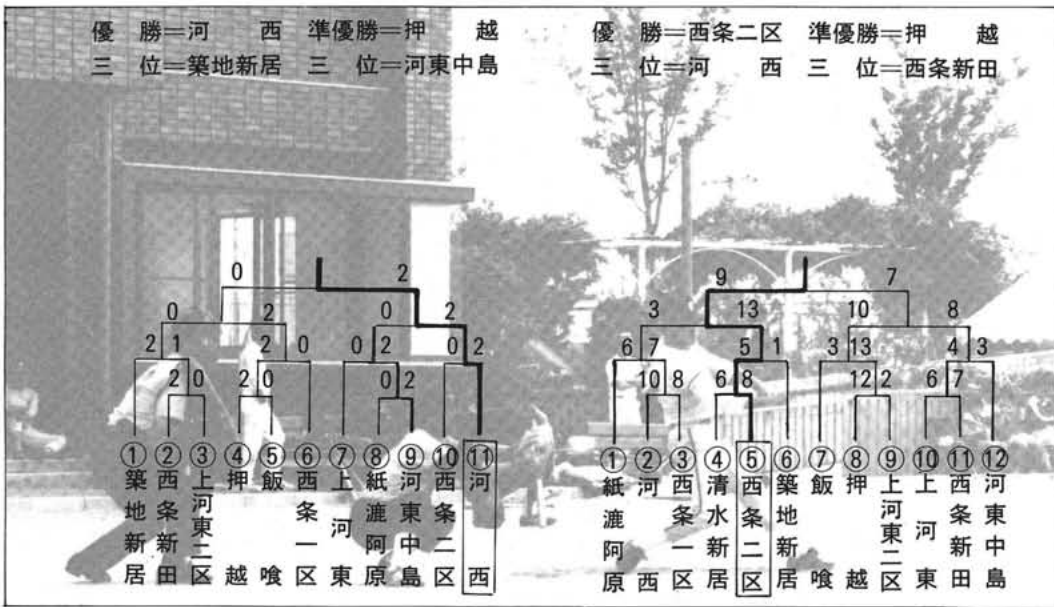 優勝＝河西 準優勝＝押越
三位＝築地新居 三位＝河東中島
0 2
0 2 0 2
2 1 2 0 0 2 0 2
2 0 2 0 0 2
①築地新居
②西条新田
③上河東二区
④押越
⑤飯喰
⑥西条一区
⑦上河東
⑧紙漉阿原
⑨河東中島
⑩西条二区
⑪河西
優勝＝西条二区 準優勝＝押越
三位＝河西 三位＝西条新田
9 7
3 13 10 8
6 7 5 1 3 13 4 3
10 8 6 8 12 2 6 7
①紙漉阿原
②河西
③西条一区
④清水新居
⑤西条二区
⑥築地新居
⑦飯喰
⑧押越
⑨上河東二区
⑩上河東
⑪西条新田
⑫河東中島